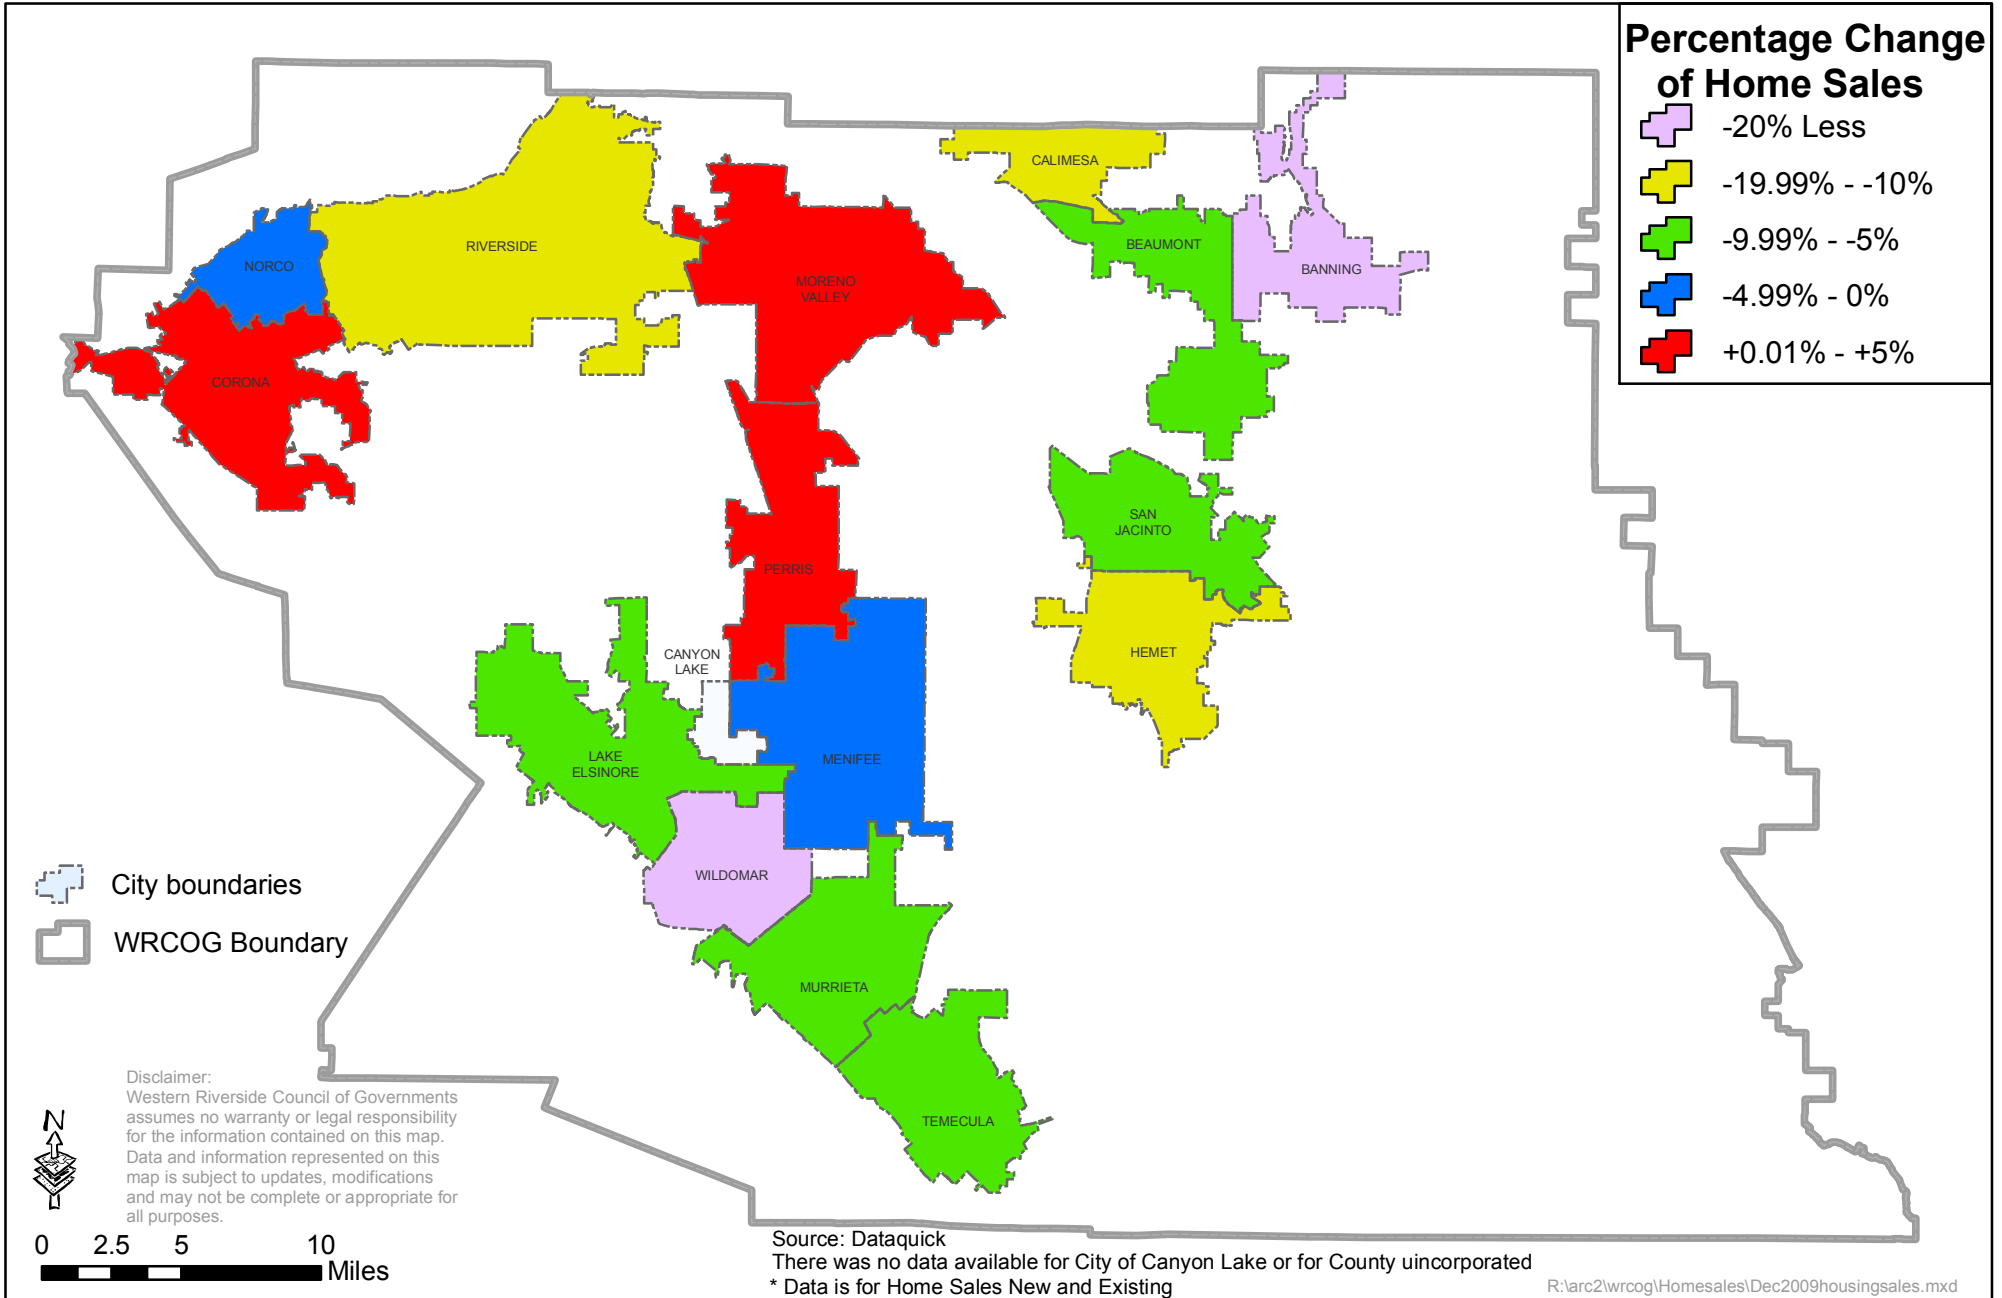 Percentage Change
of Home Sales
-20% Less
-19.99% - -10%
-9.99% - -5%
-4.99% - 0%
+0.01% - +5%
CALIMESA
RIVERSIDE
BEAUMONT
NORCO
BANNING
MORENO
VALLEY
CORONA
SAN
JACINTO
PERRIS
HEMET
CANYON
LAKE
LAKE
ELSINORE
MENIFEE
WILDOMAR
MURRIETA
TEMECULA
City boundaries
WRCOG Boundary
Disclaimer:
Western Riverside Council of Governments
assumes no warranty or legal responsibility
for the information contained on this map.
Data and information represented on this
map is subject to updates, modifications
and may not be complete or appropriate for
all purposes.
N
0 2.5 5 10
Miles
Source: Dataquick
There was no data available for City of Canyon Lake or for County uincorporated
* Data is for Home Sales New and Existing
R:\arc2\wrcog\Homesales\Dec2009housingsales.mxd